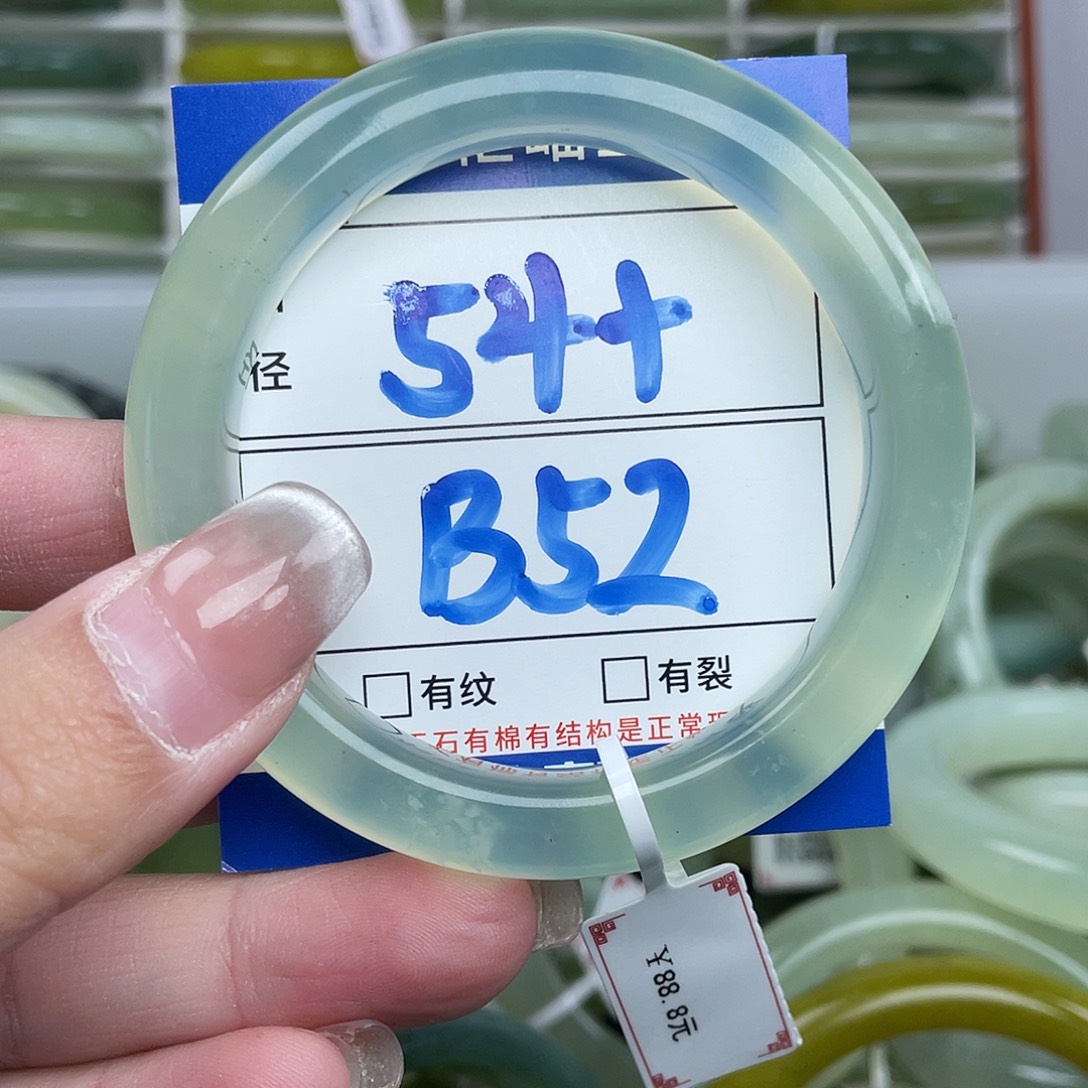 径
54+
B52
□有纹 □有裂
石有棉有结构是正常
￥88.8元